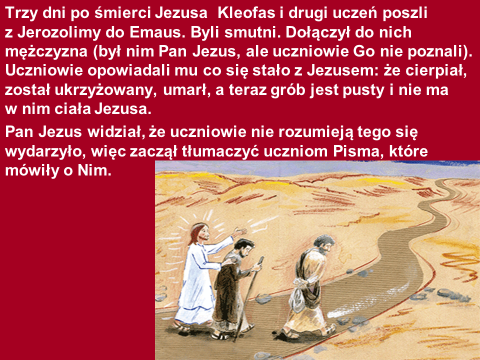 Trzy dni po śmierci Jezusa  Kleofas i drugi uczeń poszli
z Jerozolimy do Emaus. Byli smutni. Dołączył do nich
mężczyzna (był nim Pan Jezus, ale uczniowie Go nie poznali).
Uczniowie opowiadali mu co się stało z Jezusem: że cierpiał,
został ukrzyżowany, umarł, a teraz grób jest pusty i nie ma
w nim ciała Jezusa.
Pan Jezus widział, że uczniowie nie rozumieją tego się
wydarzyło, więc zaczął tłumaczyć uczniom Pisma, które
mówiły o Nim.